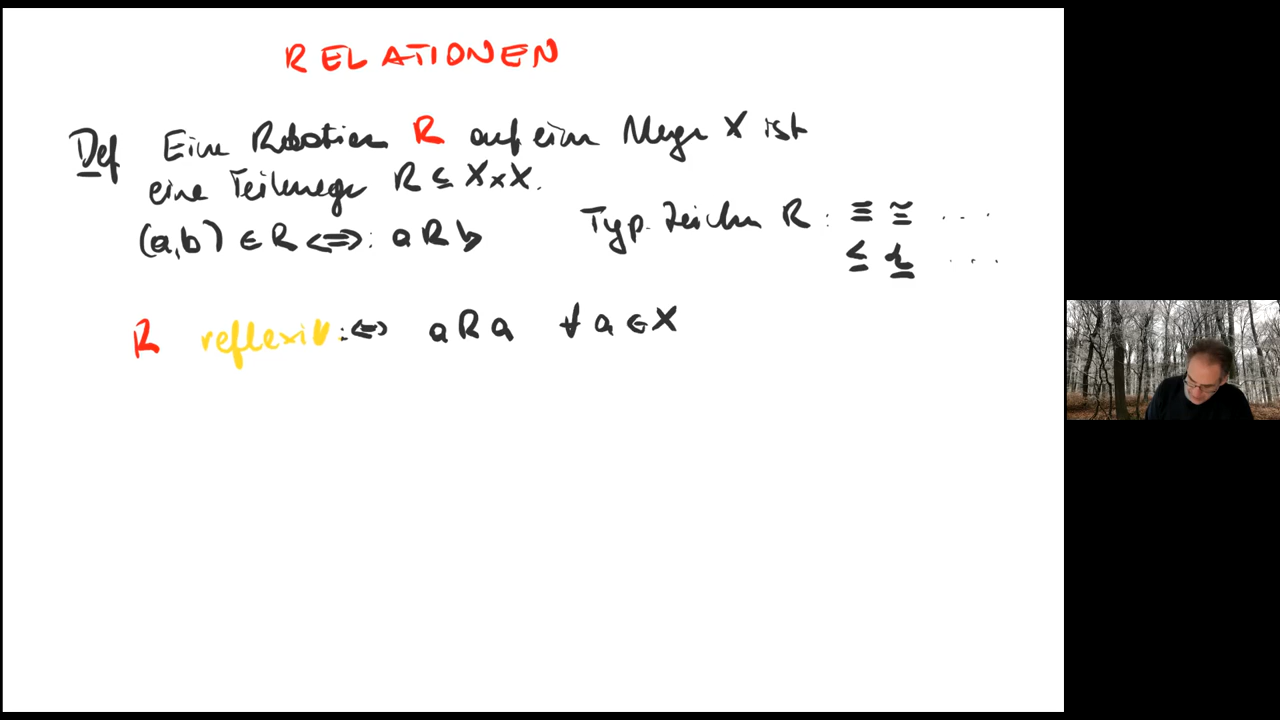 RELATIONEN
Def Eine Relation R auf einer Menge X ist
eine Teilmenge R ⊆ X×X.
(a,b) ∈ R ⇔: a R b
Typ. Zeichen R : ≡ ≅ ...
≤ ⪯ ...
R reflexiv :⇔ a R a ∀ a ∈ X